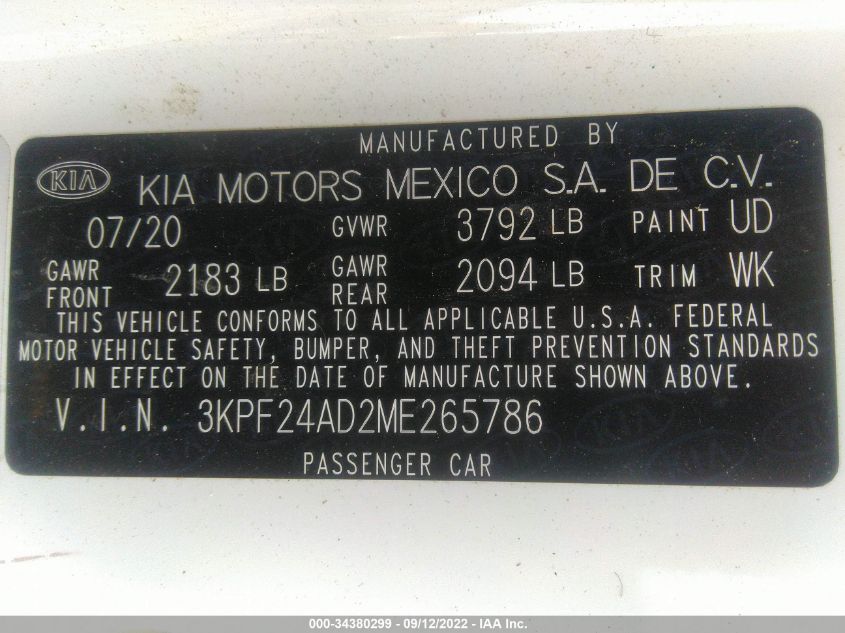 MANUFACTURED BY
KIA KIA MOTORS MEXICO S.A. DE C.V.
07/20 GVWR 3792 LB PAINT UD
GAWR FRONT 2183 LB GAWR REAR 2094 LB TRIM WK
THIS VEHICLE CONFORMS TO ALL APPLICABLE U.S.A. FEDERAL
MOTOR VEHICLE SAFETY, BUMPER, AND THEFT PREVENTION STANDARDS
IN EFFECT ON THE DATE OF MANUFACTURE SHOWN ABOVE.
V.I.N. 3KPF24AD2ME265786
PASSENGER CAR
000-34380299 - 09/12/2022 - IAA Inc.